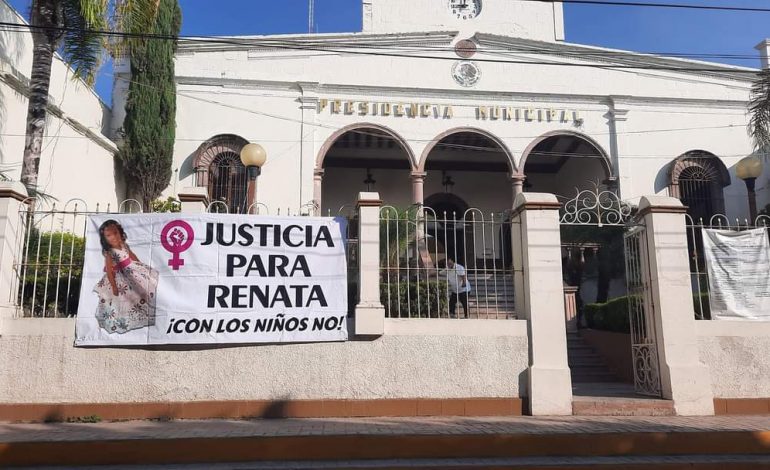 PRESIDENCIA MUNICIPAL
JUSTICIA
PARA
RENATA
¡CON LOS NIÑOS NO!